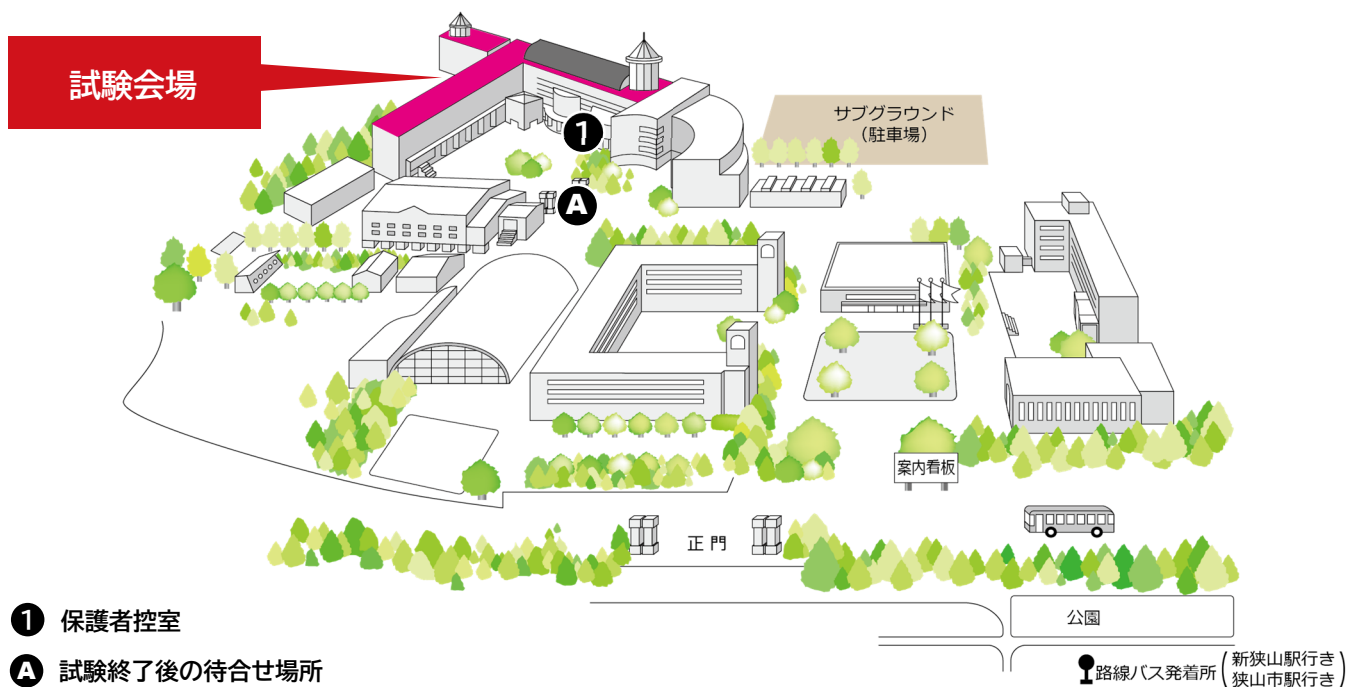 試験会場
サブグラウンド
（駐車場）
1
A
案内看板
正門
公園
1 保護者控室
A 試験終了後の待合せ場所
路線バス発着所（新狭山駅行き
狭山市駅行き）